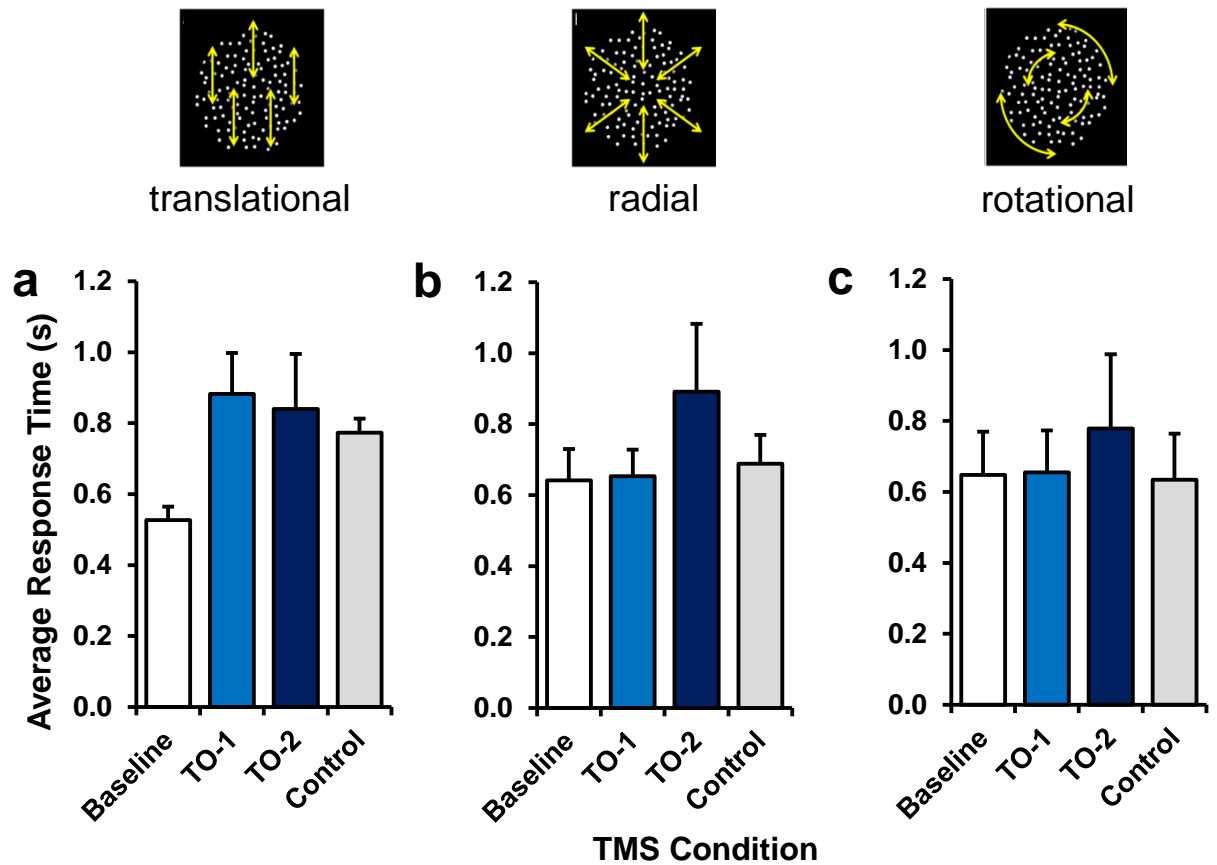 translational
radial
rotational
a
b
c
Average Response Time (s)
1.2
1.0
0.8
0.6
0.4
0.2
0.0
Baseline
TO-1
TO-2
Control
1.2
1.0
0.8
0.6
0.4
0.2
0.0
Baseline
TO-1
TO-2
Control
1.2
1.0
0.8
0.6
0.4
0.2
0.0
Baseline
TO-1
TO-2
Control
TMS Condition